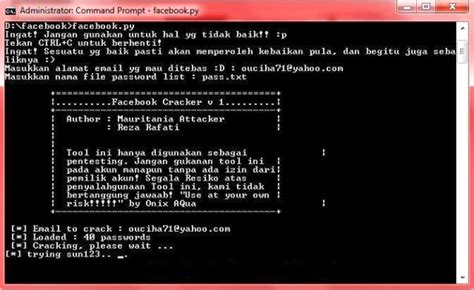 Administrator: Command Prompt - facebook.py
D:\Facebook>facebook.py
Ingat! Jangan gunakan untuk hal yg tidak baik!! :p
Tekan CTRL+C untuk berhenti!
Ingat! Sesuatu yg baik pasti akan memperoleh kebaikan pula, dan begitu juga seba
liknya :)
Masukkan alamat email yg mau ditebas :D : ouciha71@yahoo.com
Masukkan nama file password list : pass.txt
+=======================================+
|..........Facebook Cracker v 1.........|
+=======================================+
| Author : Mauritania Attacker |
| : Reza Rafati |
| Tool ini hanya digunakan sebagai |
| pentesting. Jangan gukanan tool ini |
| pada akun manapun tanpa ada izin dari|
| pemilik akun! Segala Resiko atas |
| penyalahgunaan Tool ini, kami tidak |
| bertanggung jawaab! "Use at your own |
| risk!!!!!" by Onix AQua |
+=======================================+
[*] Email to crack : ouciha71@yahoo.com
[*] Loaded : 40 passwords
[*] Cracking, please wait ...
[*] trying sun123.. _